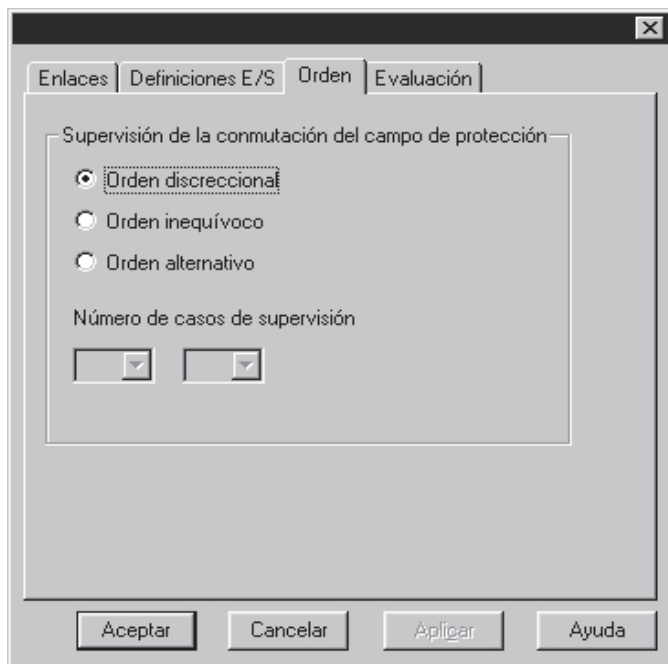 Enlaces Definiciones E/S Orden Evaluación
Supervisión de la conmutación del campo de protección
Orden discreccional
Orden inequívoco
Orden alternativo
Número de casos de supervisión
Aceptar Cancelar Aplicar Ayuda